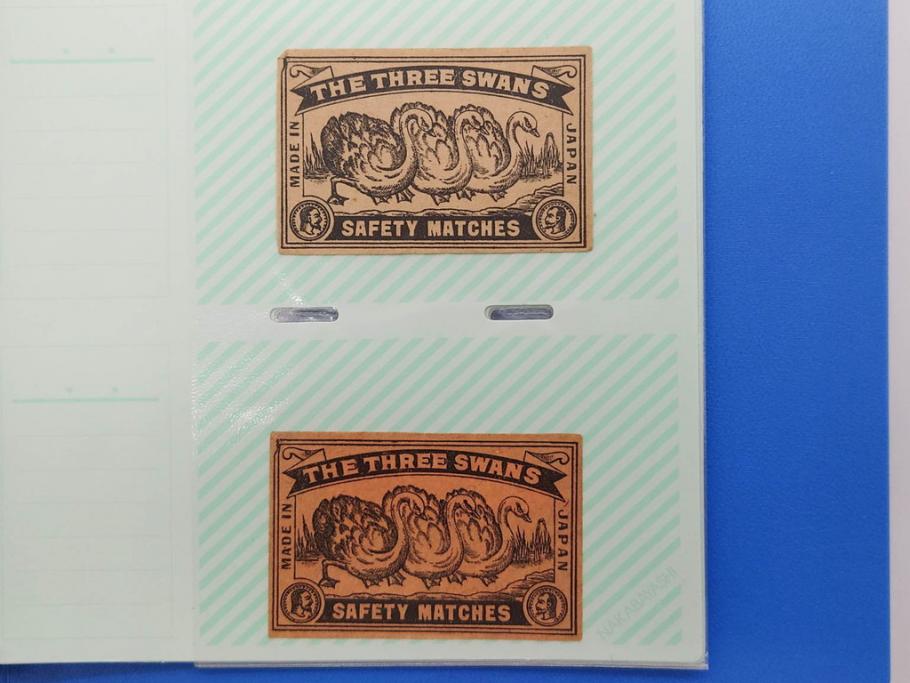 THE THREE SWANS
MADE IN
JAPAN
SAFETY MATCHES
THE THREE SWANS
MADE IN
JAPAN
SAFETY MATCHES
NAKABAYASHI